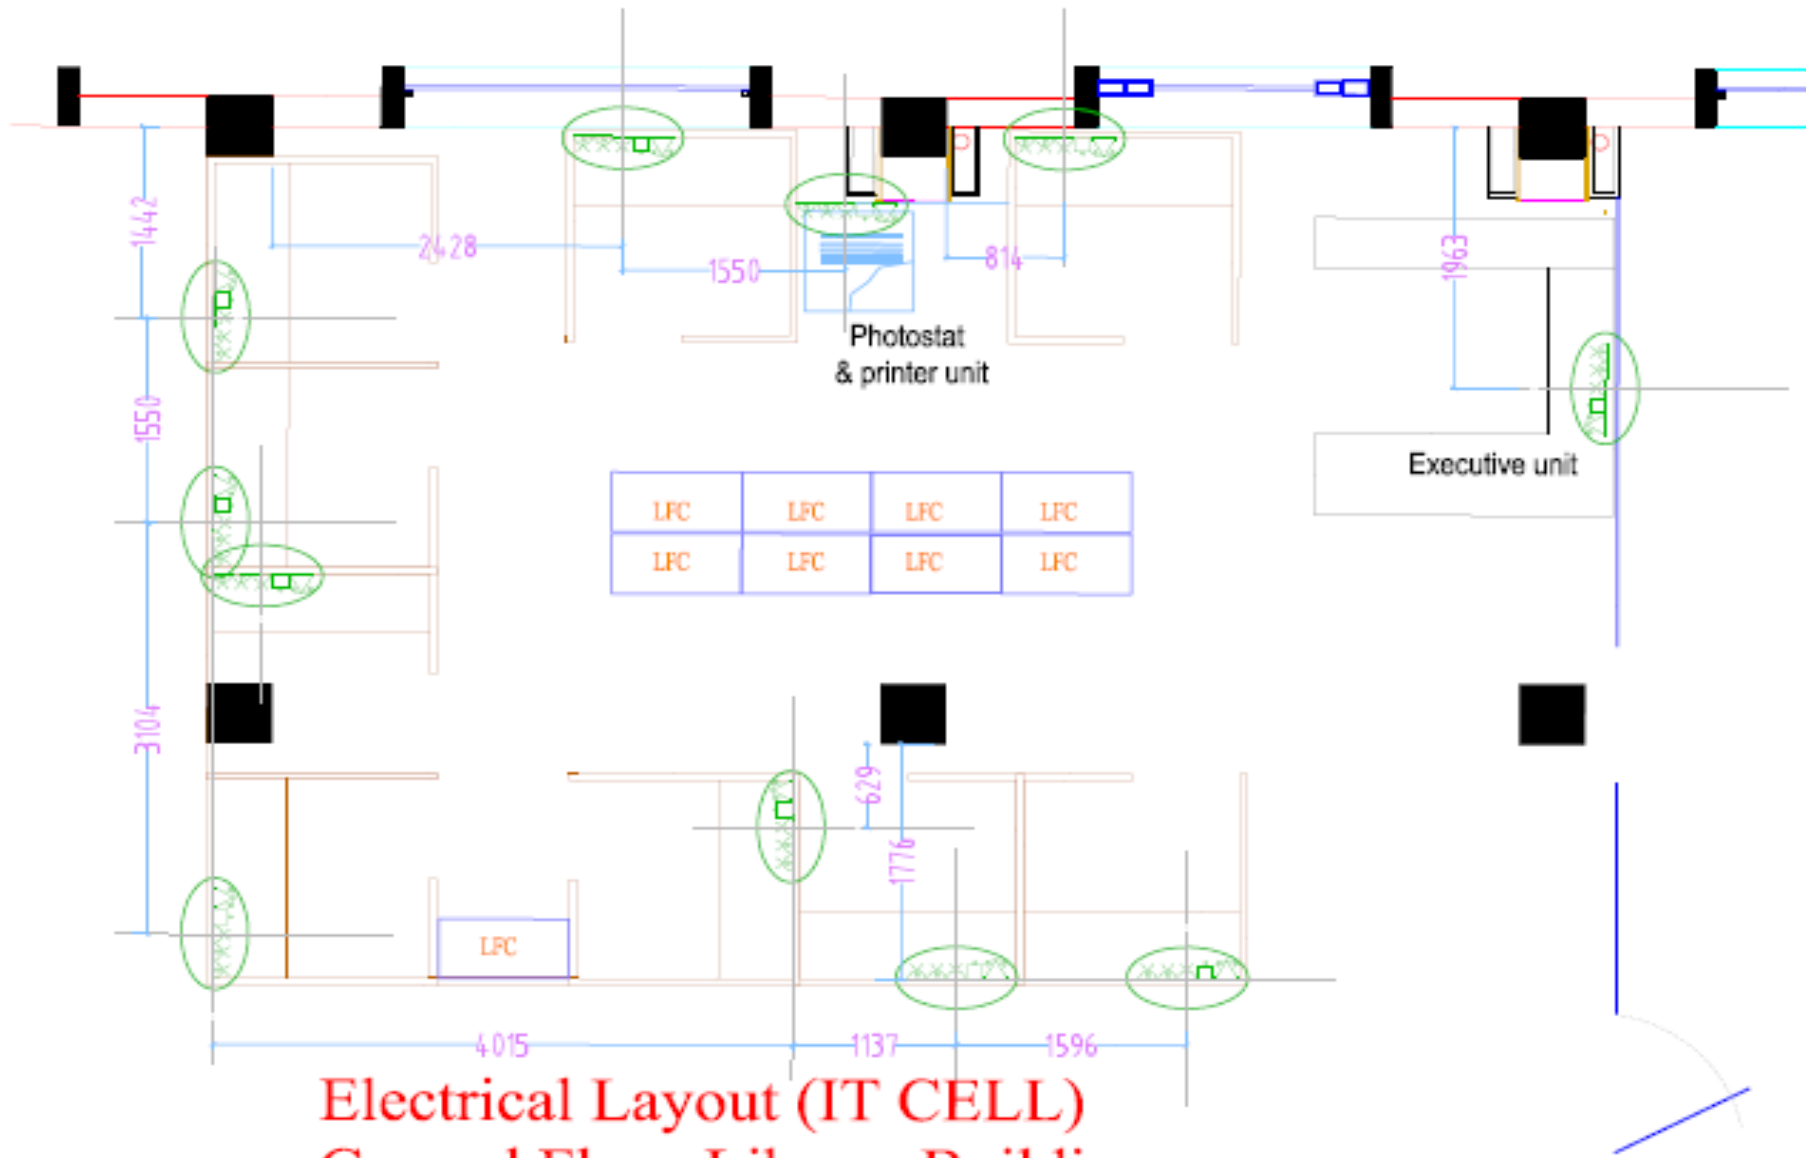 1442
2428
1550
814
1963
Photostat
& printer unit
1550
Executive unit
LFC LFC LFC LFC
LFC LFC LFC LFC
3104
629
1776
LFC
4015 1137 1596
Electrical Layout (IT CELL)